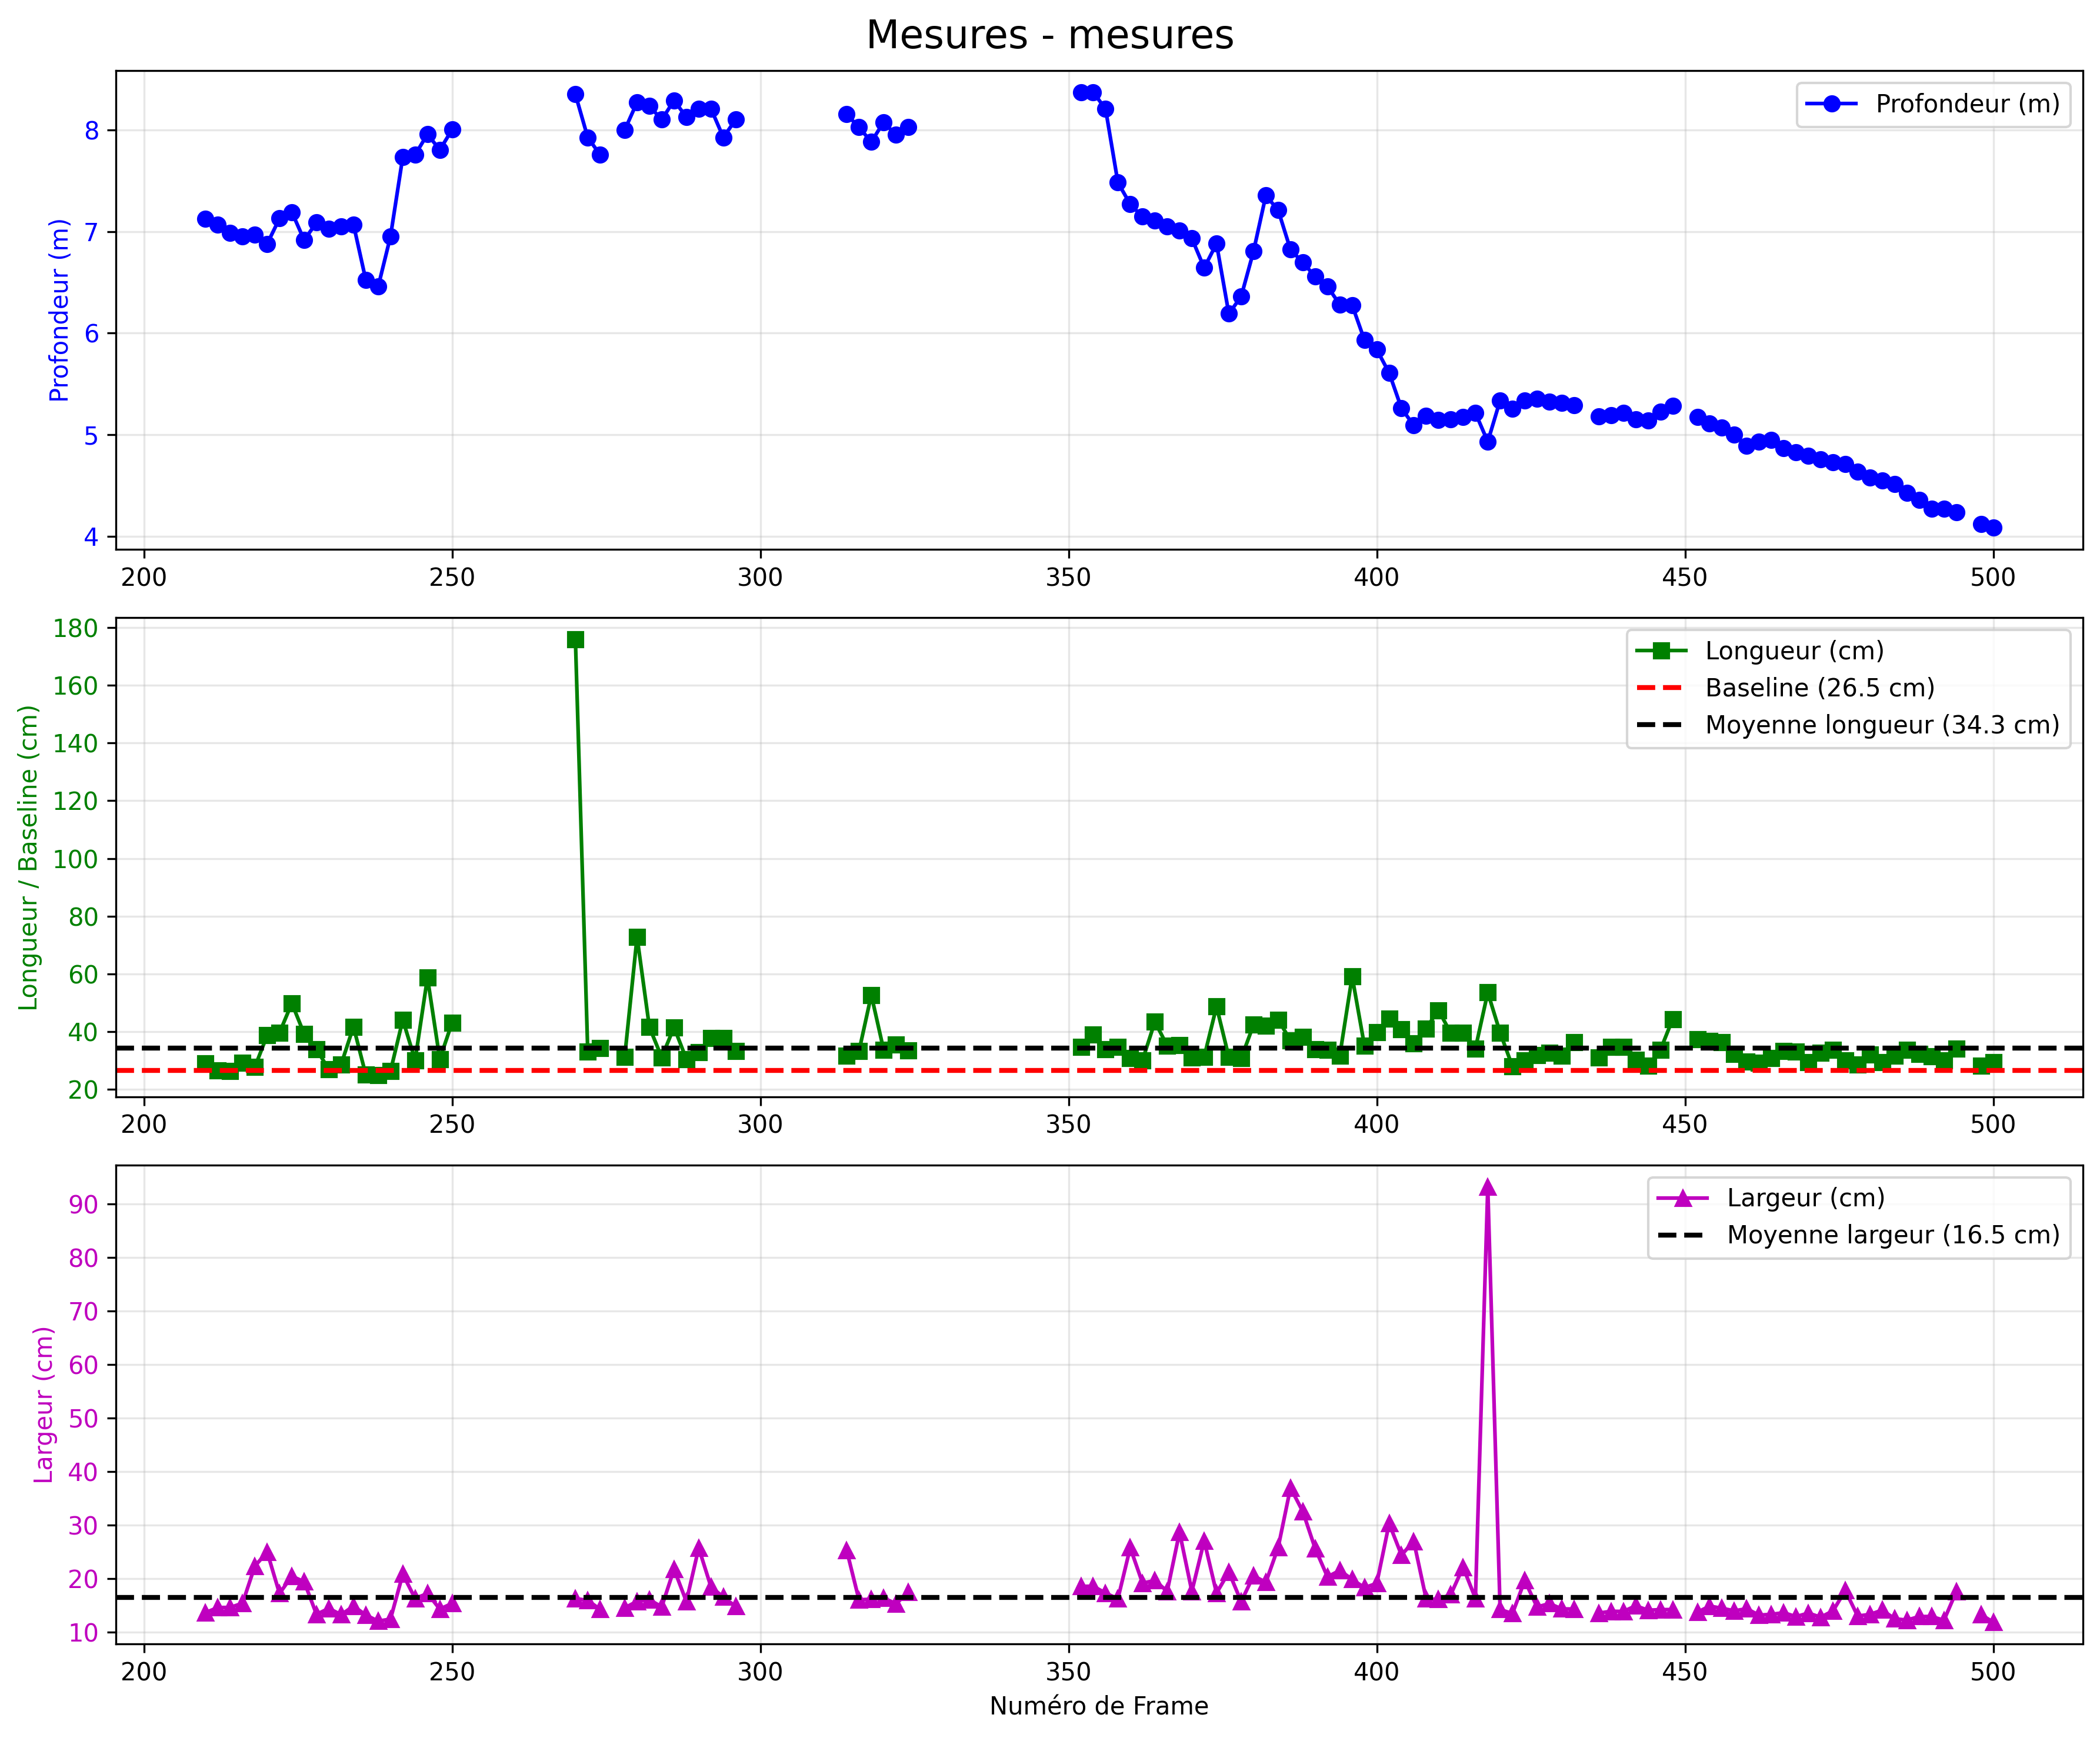 Mesures - mesures
Profondeur (m)
8
7
6
5
4
Profondeur (m)
200 250 300 350 400 450 500
Longueur / Baseline (cm)
180
160
140
120
100
80
60
40
20
Longueur (cm)
Baseline (26.5 cm)
Moyenne longueur (34.3 cm)
200 250 300 350 400 450 500
Largeur (cm)
90
80
70
60
50
40
30
20
10
Largeur (cm)
Moyenne largeur (16.5 cm)
200 250 300 350 400 450 500
Numéro de Frame